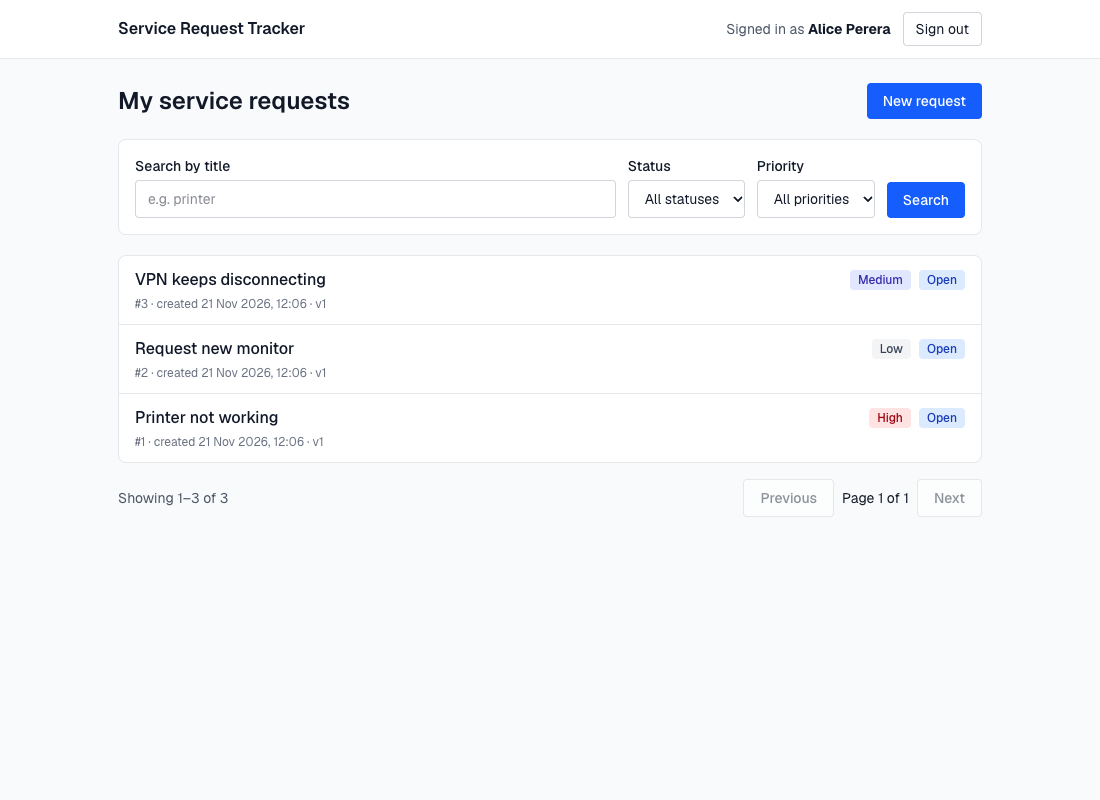 Service Request Tracker
Signed in as Alice Perera
Sign out
My service requests
New request
Search by title
Status
Priority
e.g. printer
All statuses
All priorities
Search
VPN keeps disconnecting
Medium
Open
#3 · created 21 Nov 2026, 12:06 · v1
Request new monitor
Low
Open
#2 · created 21 Nov 2026, 12:06 · v1
Printer not working
High
Open
#1 · created 21 Nov 2026, 12:06 · v1
Showing 1–3 of 3
Previous
Page 1 of 1
Next